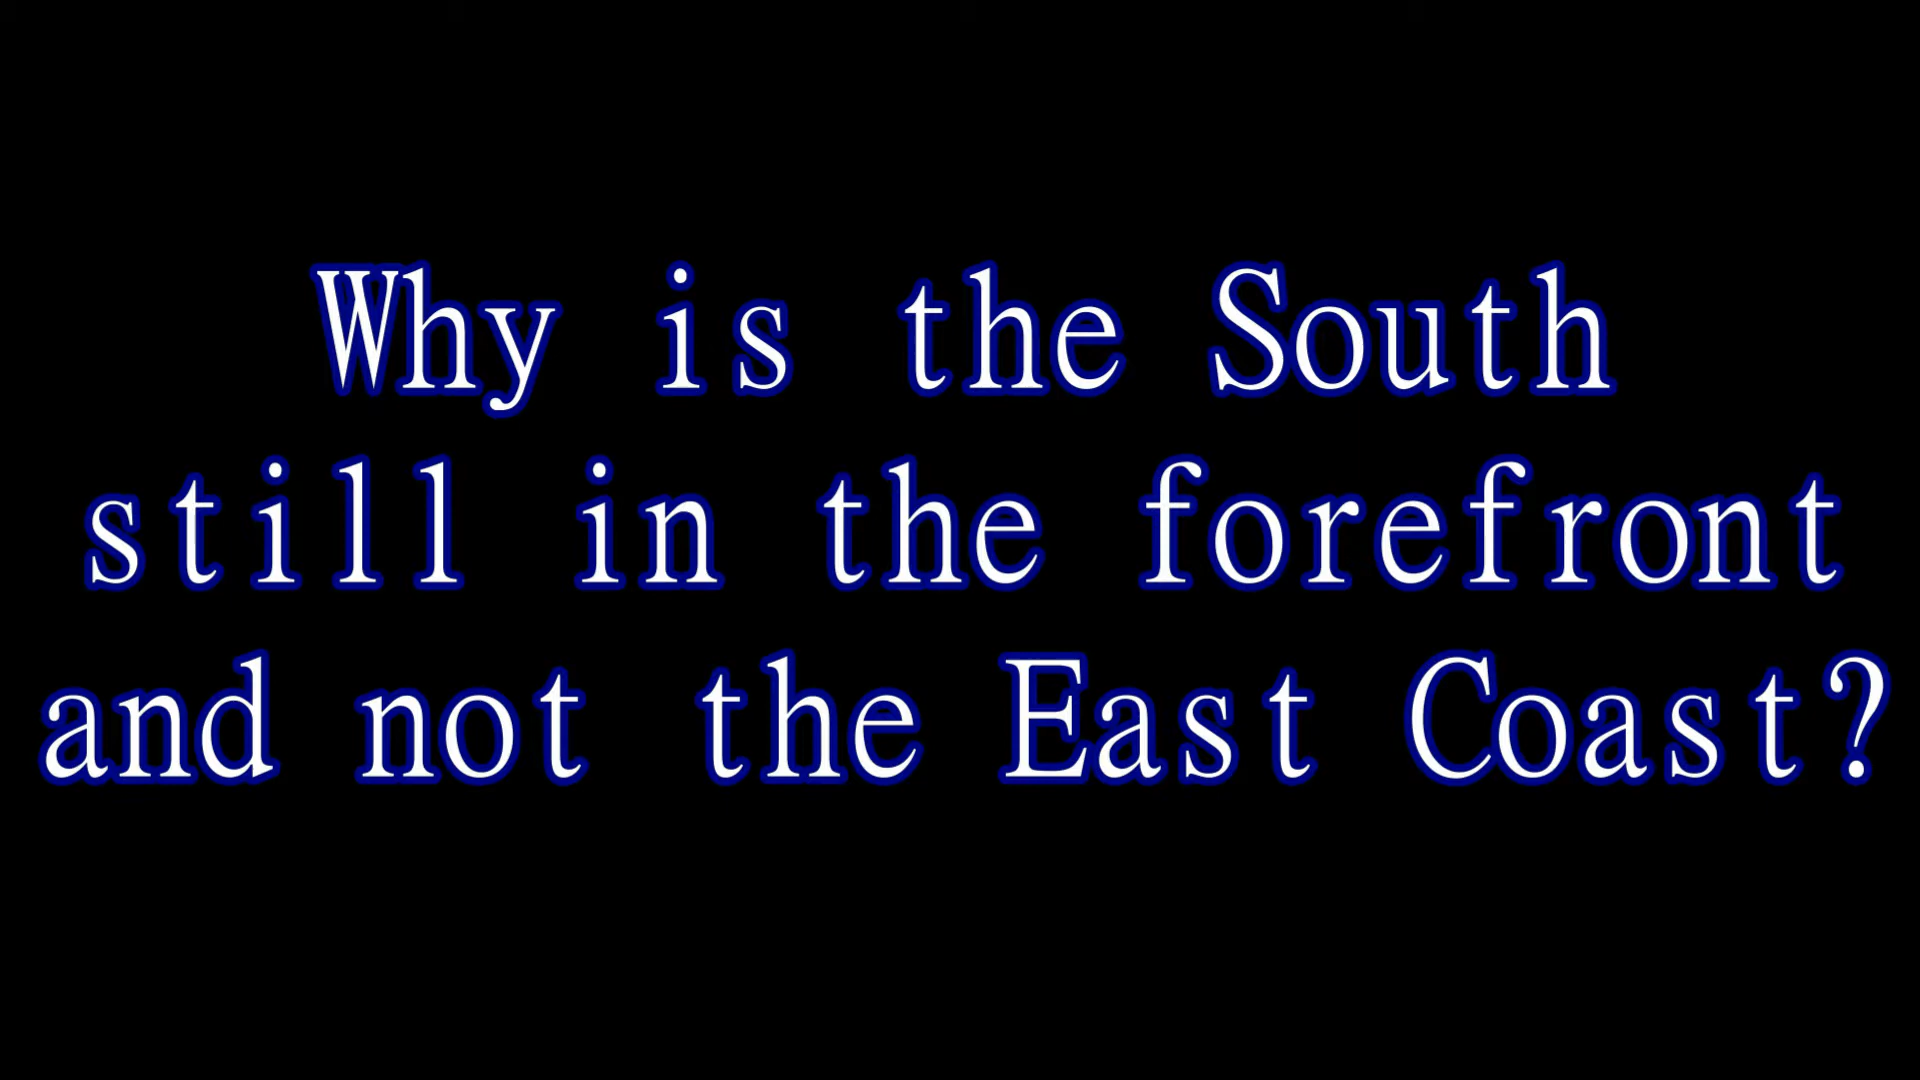 Why is the South
still in the forefront
and not the East Coast?